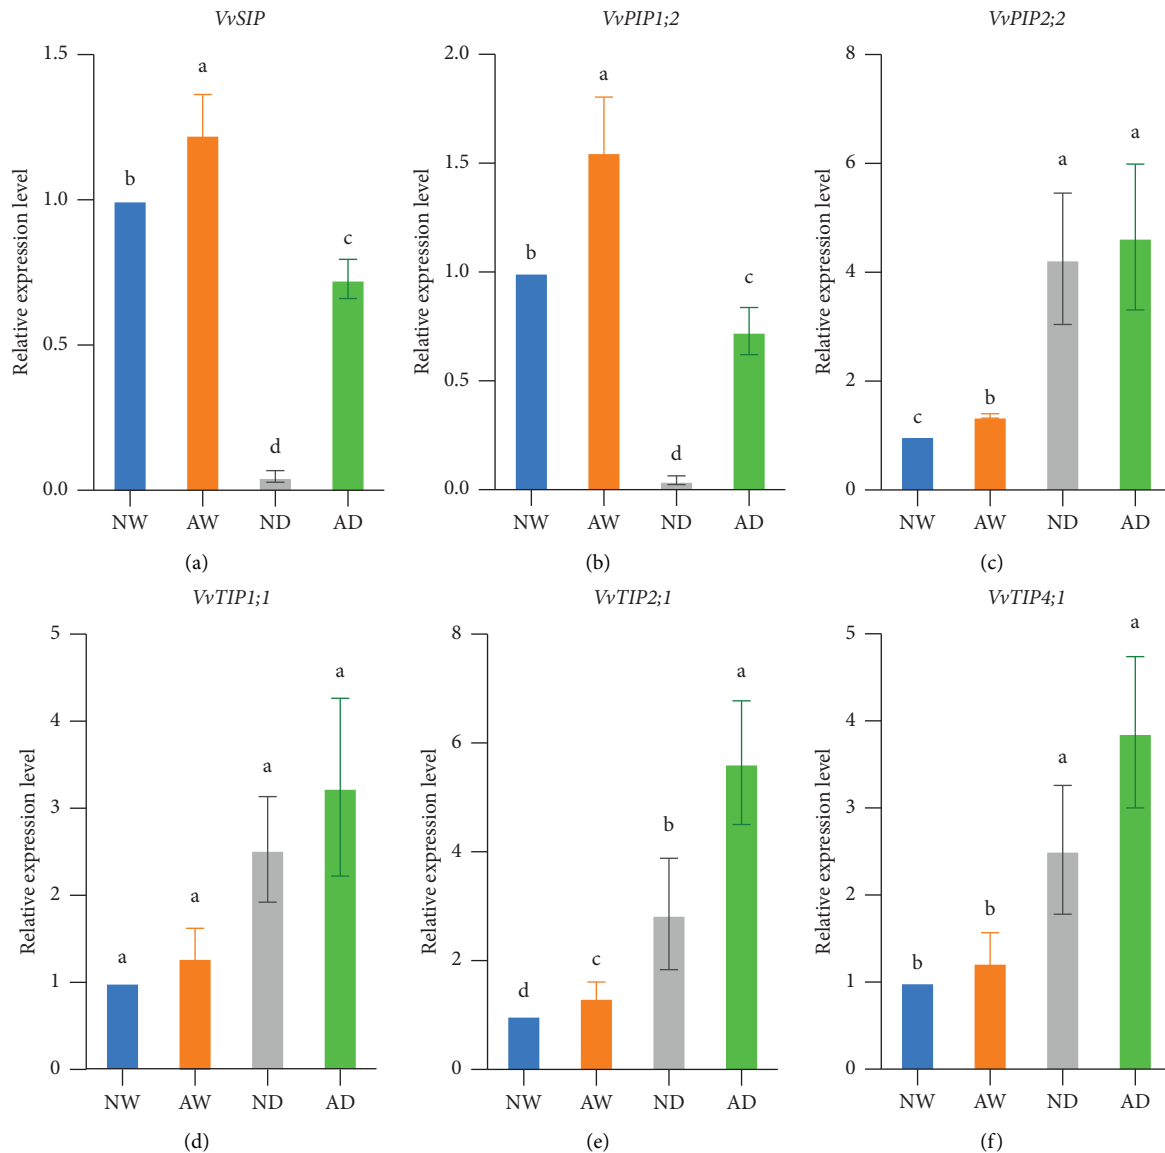 VvSIP
Relative expression level
1.5
1.0
0.5
0.0
b
a
d
c
NW AW ND AD
(a)
VvPIP1;2
Relative expression level
2.0
1.5
1.0
0.5
0.0
b
a
d
c
NW AW ND AD
(b)
VvPIP2;2
Relative expression level
8
6
4
2
0
c
b
a
a
NW AW ND AD
(c)
VvTIP1;1
Relative expression level
5
4
3
2
1
0
a
a
a
a
NW AW ND AD
(d)
VvTIP2;1
Relative expression level
8
6
4
2
0
d
c
b
a
NW AW ND AD
(e)
VvTIP4;1
Relative expression level
5
4
3
2
1
0
b
b
a
a
NW AW ND AD
(f)